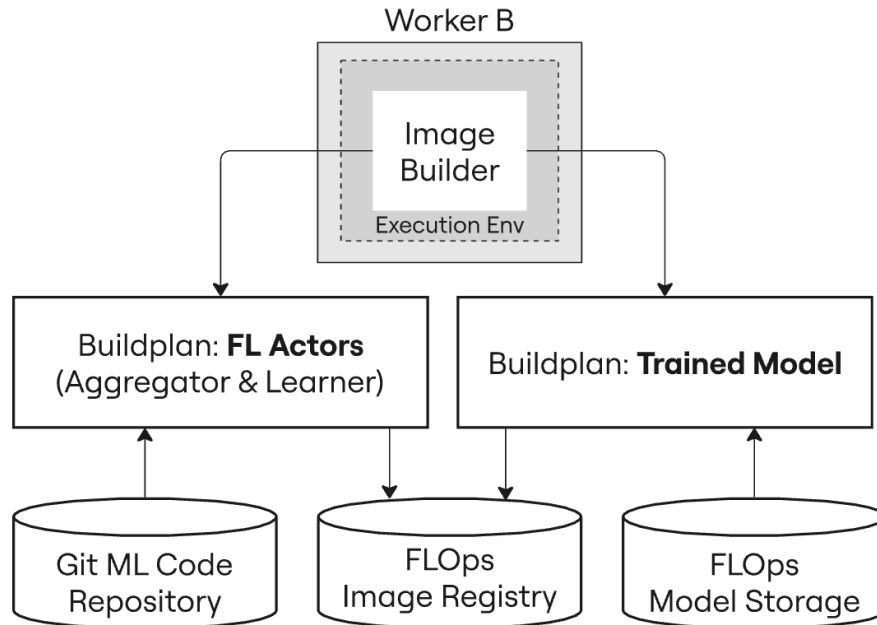 Worker B
Image
Builder
Execution Env
Buildplan: FL Actors
(Aggregator & Learner)
Buildplan: Trained Model
Git ML Code
Repository
FLOps
Image Registry
FLOps
Model Storage